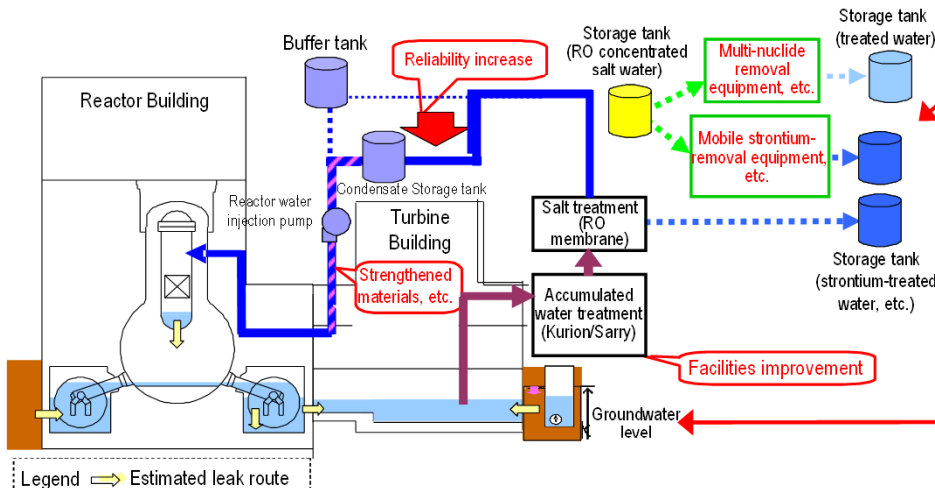 Storage tank
(treated water)
Storage tank
(RO concentrated
salt water)
Multi-nuclide
removal
equipment, etc.
Buffer tank
Reliability increase
Reactor Building
Mobile strontium-
removal equipment,
etc.
Condensate Storage tank
Reactor water
injection pump
Turbine
Building
Salt treatment
(RO
membrane)
Storage tank
(strontium-treated
water, etc.)
Strengthened
materials, etc.
Accumulated
water treatment
(Kurion/Sarry)
Facilities improvement
Groundwater
level
Legend Estimated leak route